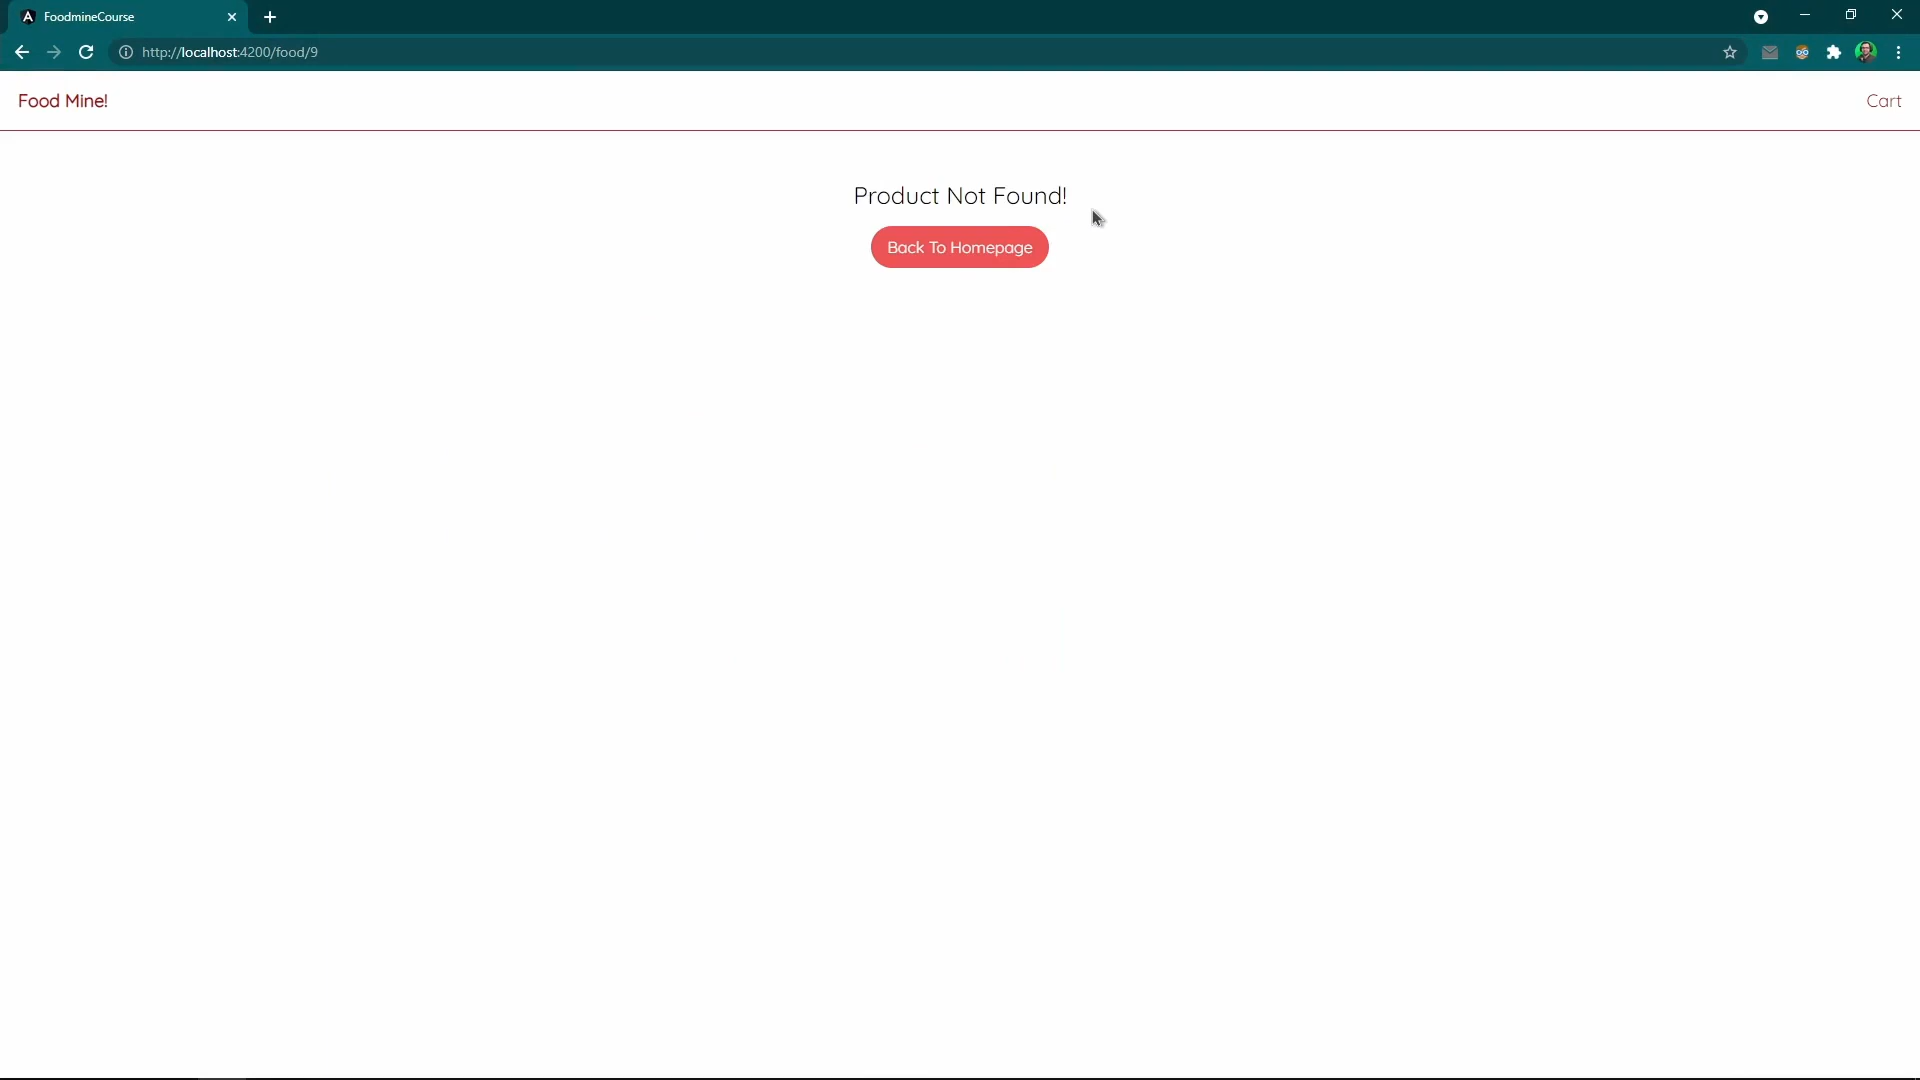 FoodmineCourse
http://localhost:4200/food/9
Food Mine!
Cart
Product Not Found!
Back To Homepage